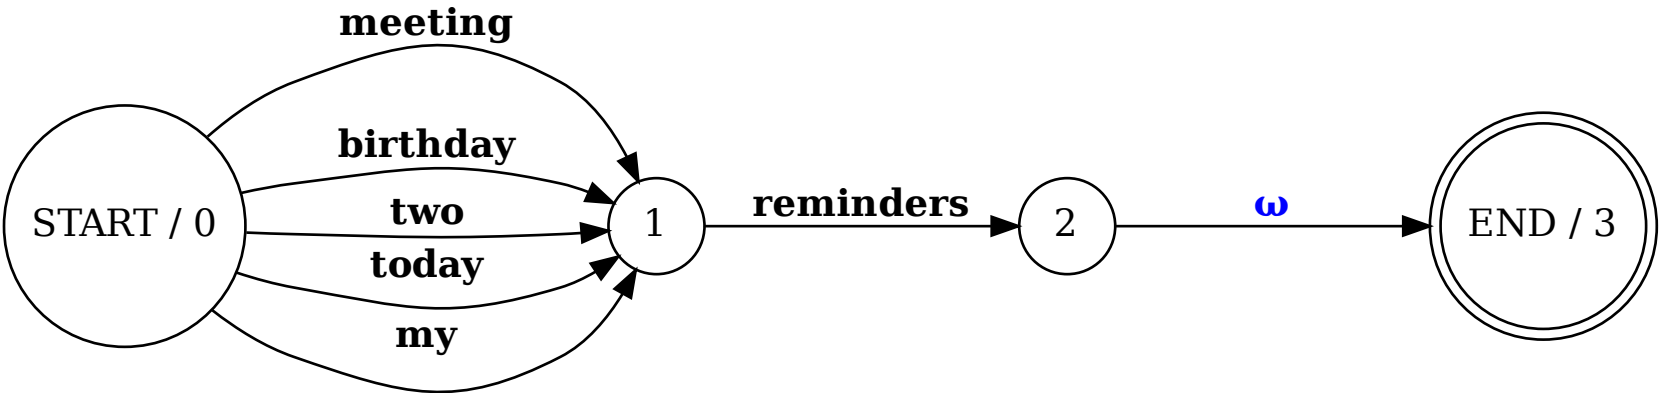 meeting
birthday
two
today
my
START / 0
1
reminders
2
ω
END / 3